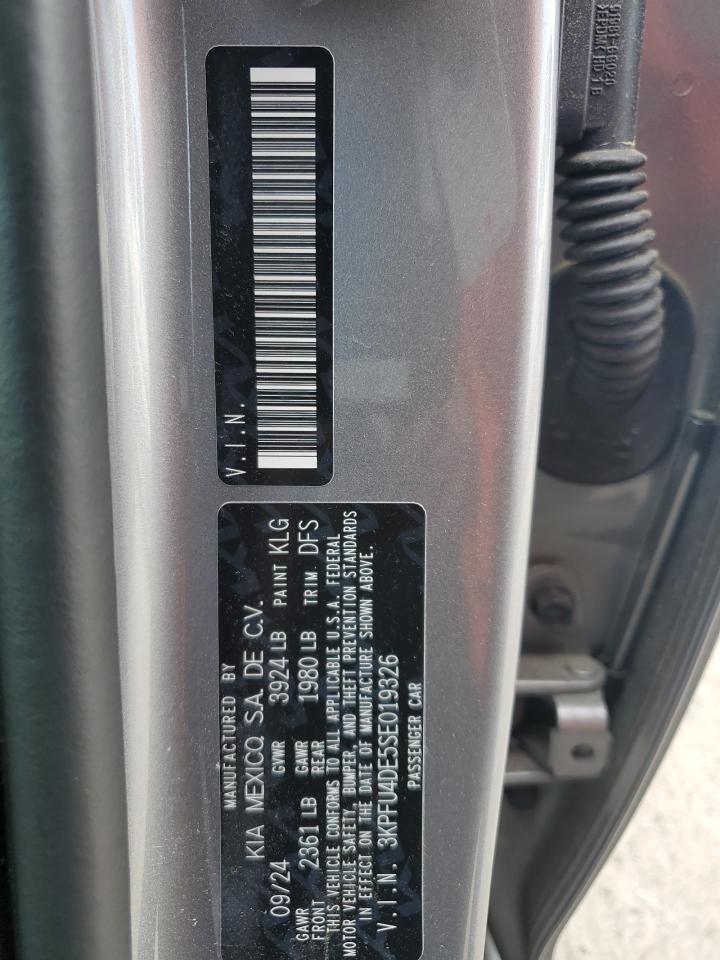 V.I.N.
MANUFACTURED BY
KIA MEXICO, S.A. DE C.V.
09/24 GVWR 3924 LB PAINT KLG
GAWR FRONT 2361 LB GAWR REAR 1980 LB TRIM DFS
THIS VEHICLE CONFORMS TO ALL APPLICABLE U.S.A. FEDERAL
MOTOR VEHICLE SAFETY, BUMPER, AND THEFT PREVENTION STANDARDS
IN EFFECT ON THE DATE OF MANUFACTURE SHOWN ABOVE.
V.I.N. 3KPFU4DE5SE019326
PASSENGER CAR
HD 1 B